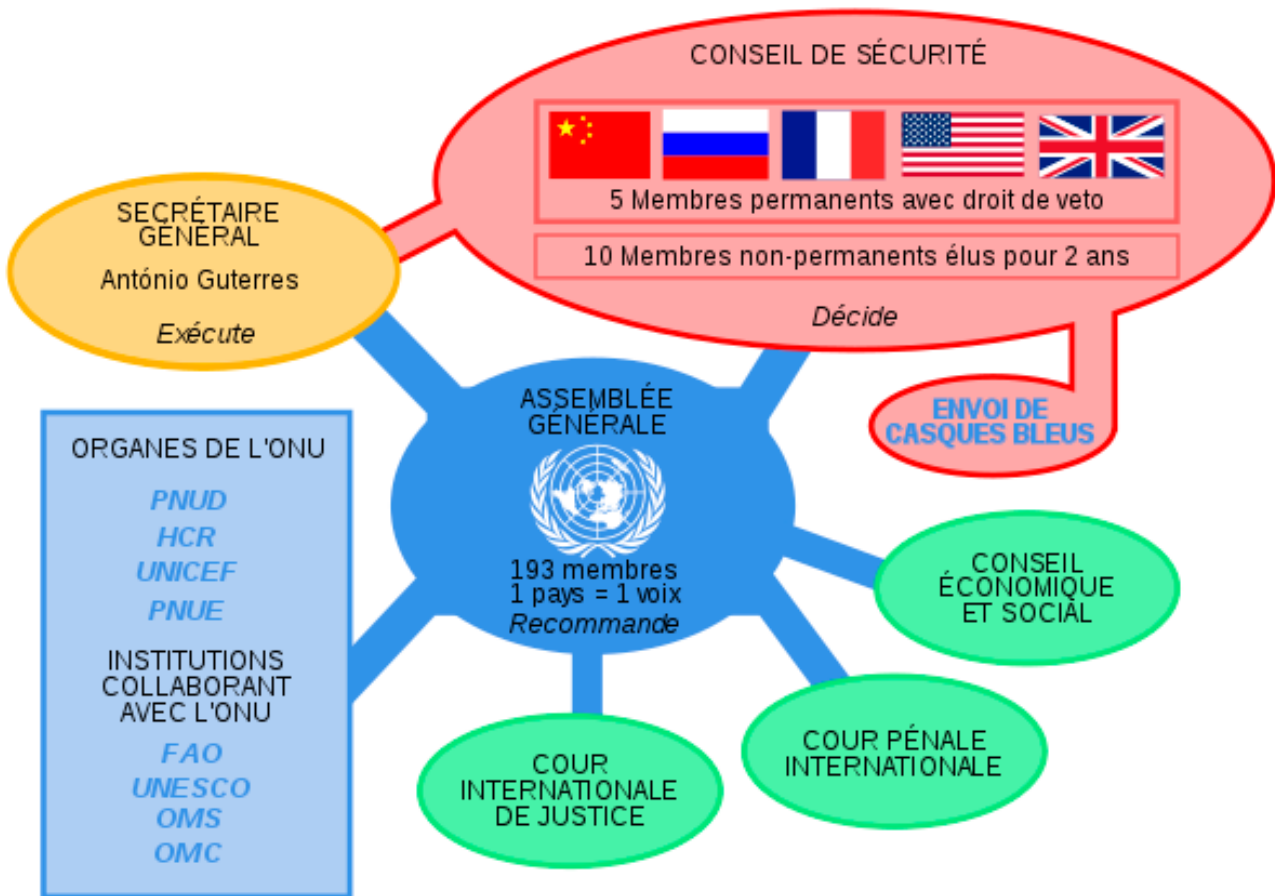 CONSEIL DE SÉCURITÉ
5 Membres permanents avec droit de veto
10 Membres non-permanents élus pour 2 ans
Décide
SECRÉTAIRE
GÉNÉRAL
António Guterres
Exécute
ENVOI DE
CASQUES BLEUS
ASSEMBLÉE
GÉNÉRALE
193 membres
1 pays = 1 voix
Recommande
ORGANES DE L'ONU
PNUD
HCR
UNICEF
PNUE
INSTITUTIONS
COLLABORANT
AVEC L'ONU
FAO
UNESCO
OMS
OMC
CONSEIL
ÉCONOMIQUE
ET SOCIAL
COUR PÉNALE
INTERNATIONALE
COUR
INTERNATIONALE
DE JUSTICE